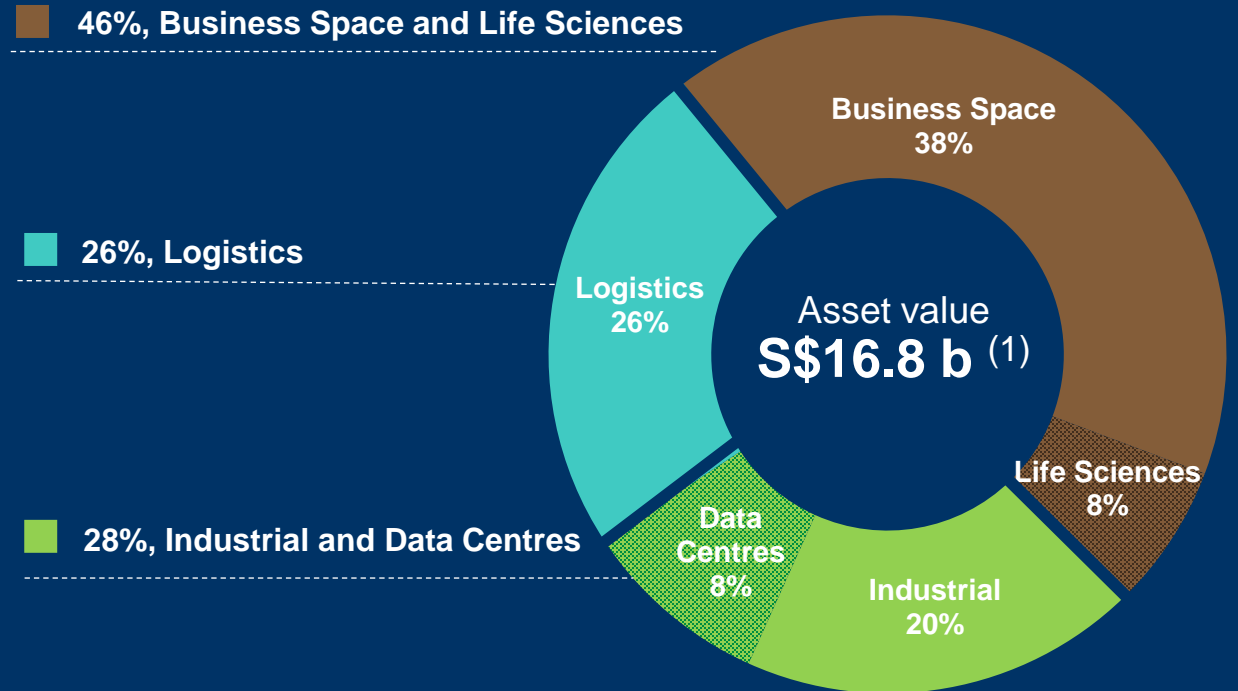 46%, Business Space and Life Sciences
Business Space
38%
26%, Logistics
Logistics
26%
Asset value
S$16.8 b (1)
Life Sciences
8%
28%, Industrial and Data Centres
Data
Centres
8%
Industrial
20%